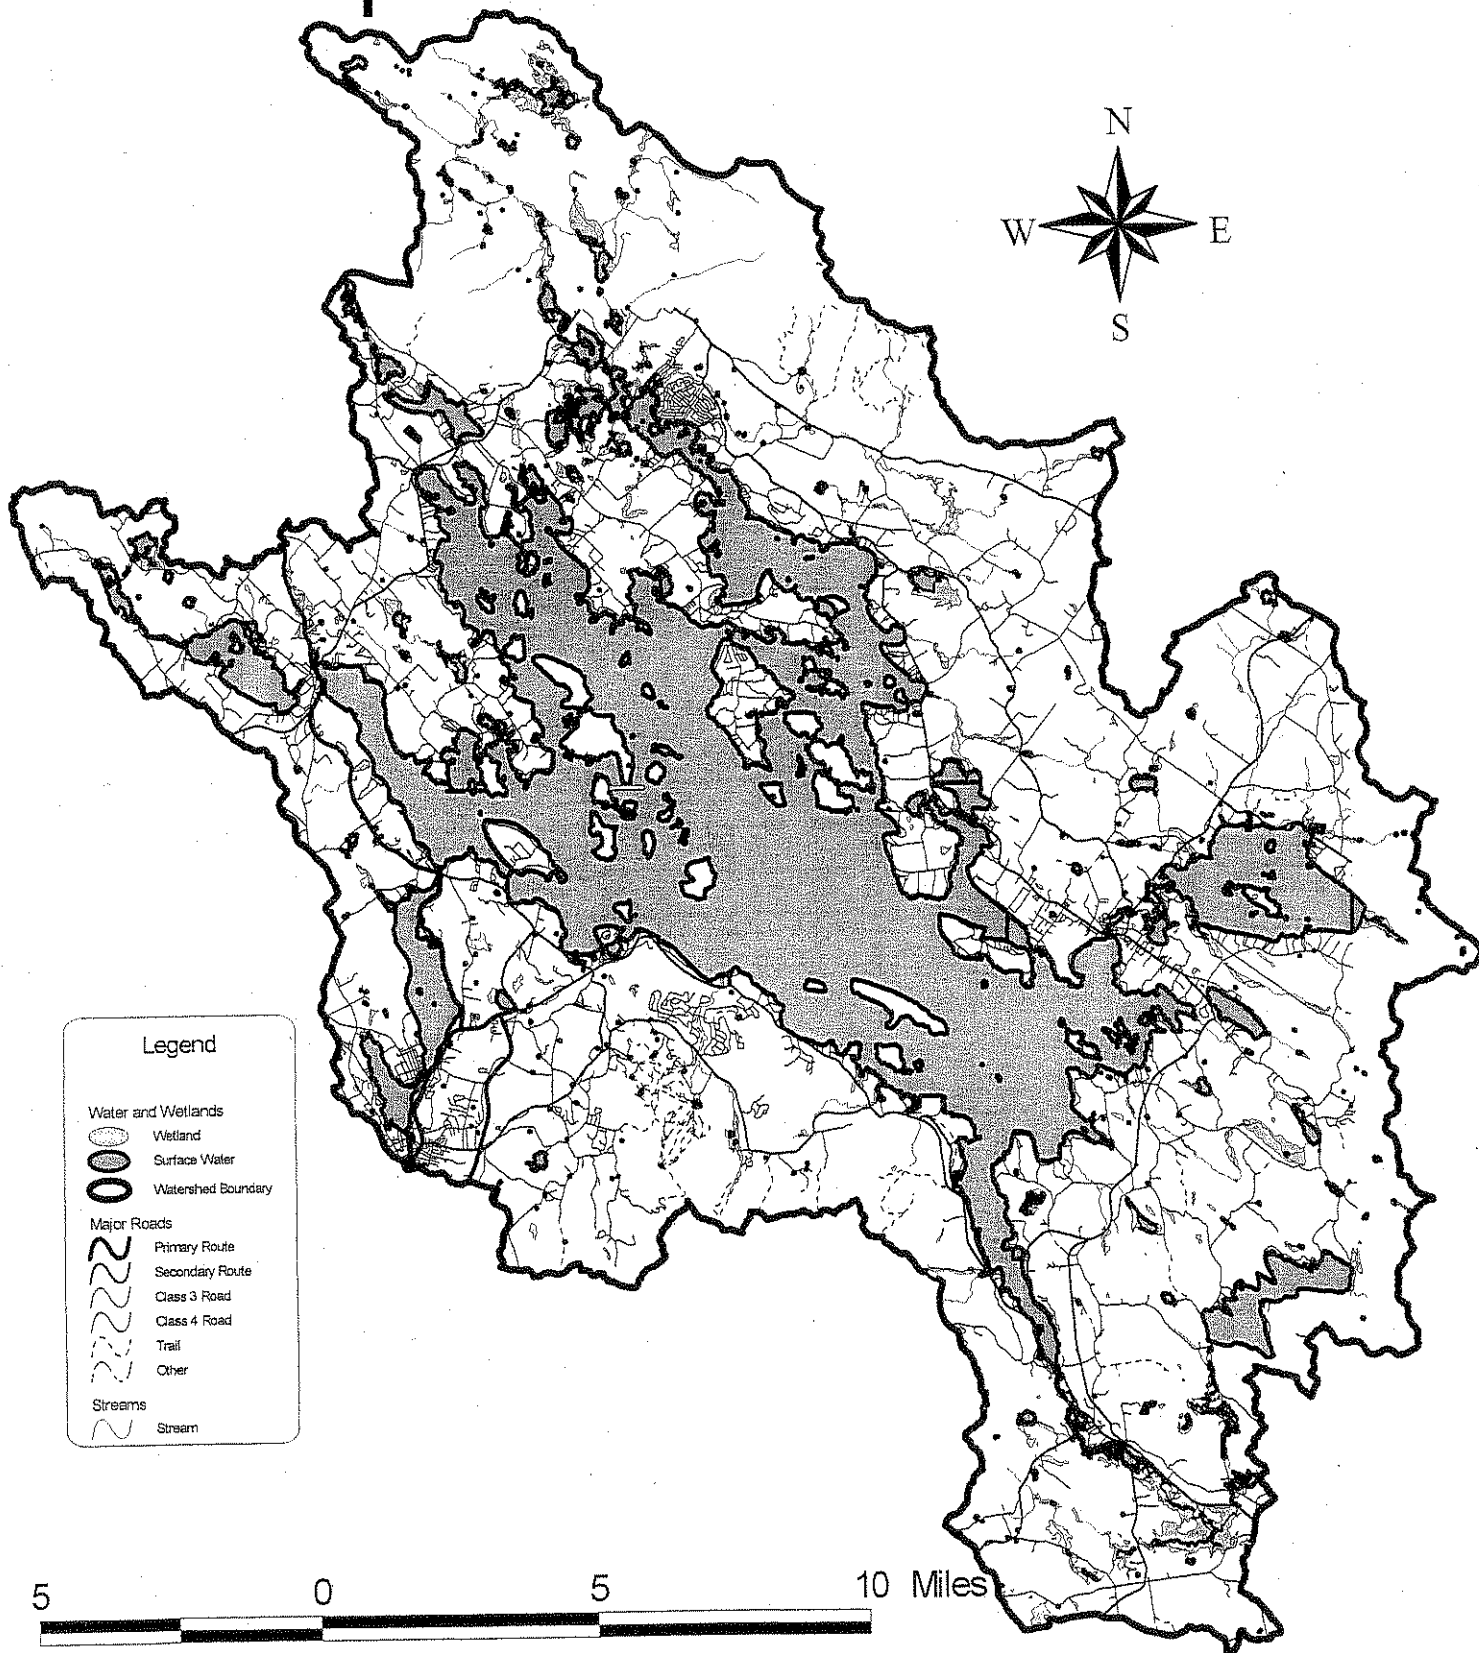 N
W E
S
Legend
Water and Wetlands
Wetland
Surface Water
Watershed Boundary
Major Roads
Primary Route
Secondary Route
Class 3 Road
Class 4 Road
Trail
Other
Streams
Stream
5 0 5 10 Miles